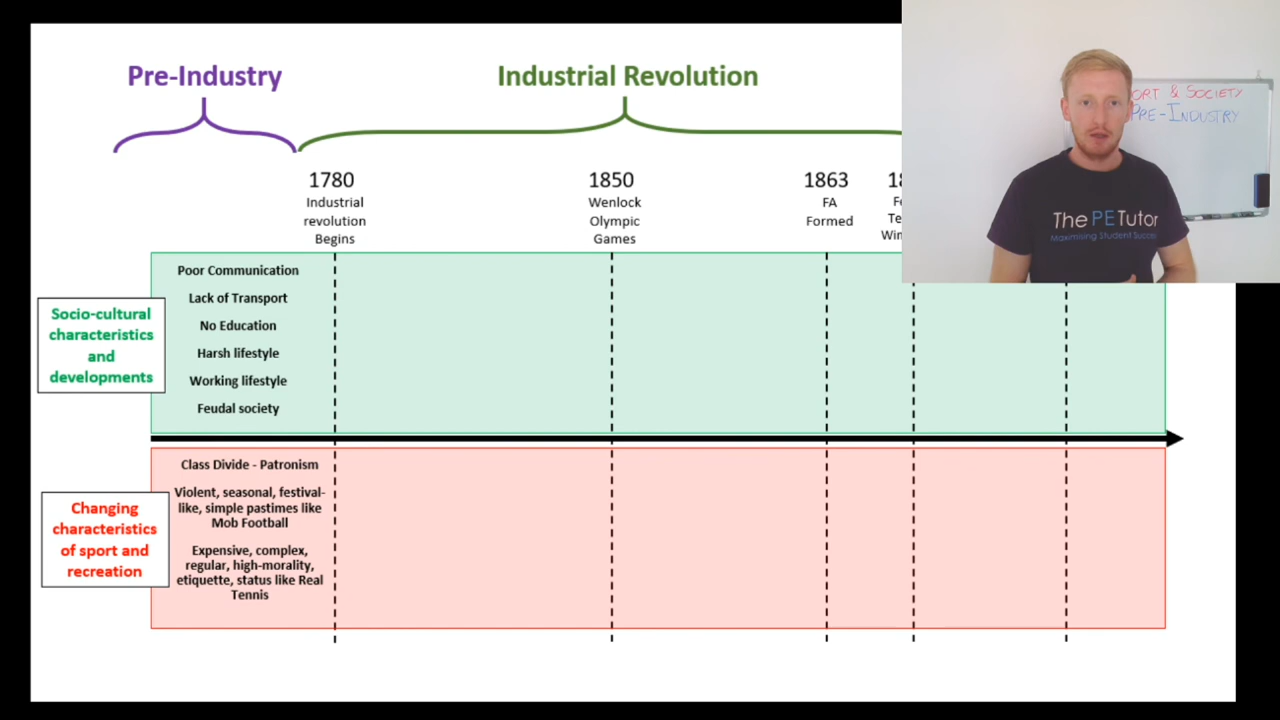 Pre-Industry
Industrial Revolution
1780
Industrial
revolution
Begins
1850
Wenlock
Olympic
Games
1863
FA
Formed
SOCIETY
PRE-INDUSTRY
The PE Tutor
Maximising Student Success
Socio-cultural
characteristics
and
developments
Poor Communication
Lack of Transport
No Education
Harsh lifestyle
Working lifestyle
Feudal society
Changing
characteristics
of sport and
recreation
Class Divide - Patronism
Violent, seasonal, festival-
like, simple pastimes like
Mob Football
Expensive, complex,
regular, high-morality,
etiquette, status like Real
Tennis